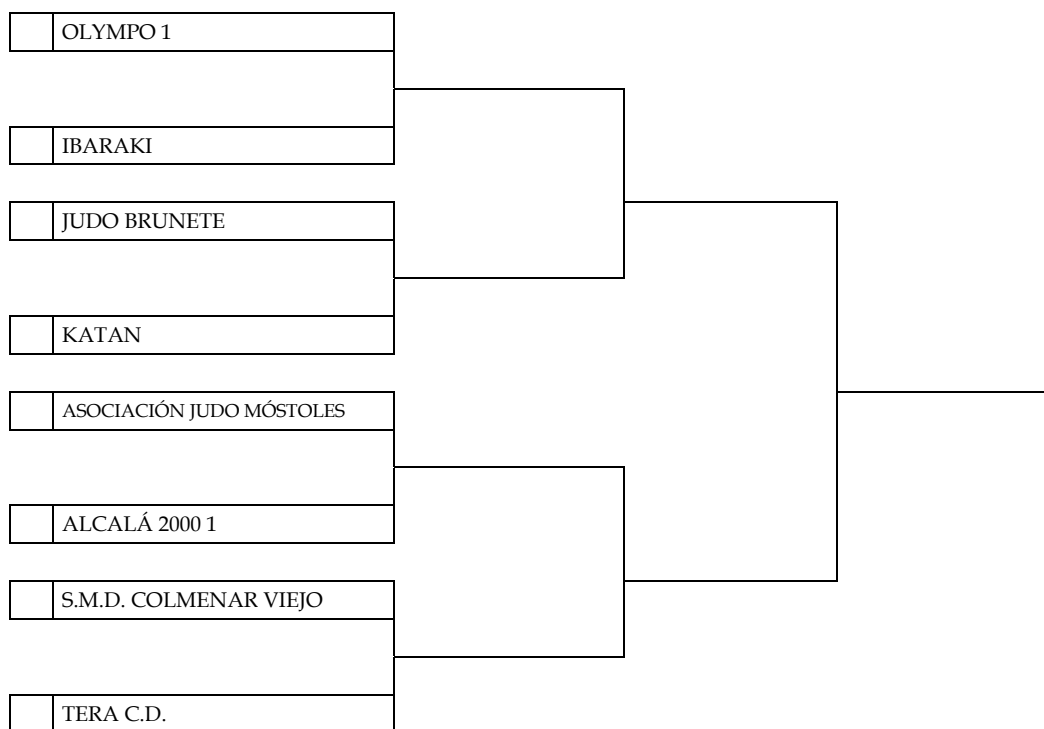 OLYMPO 1
IBARAKI
JUDO BRUNETE
KATAN
ASOCIACIÓN JUDO MÓSTOLES
ALCALÁ 2000 1
S.M.D. COLMENAR VIEJO
TERA C.D.